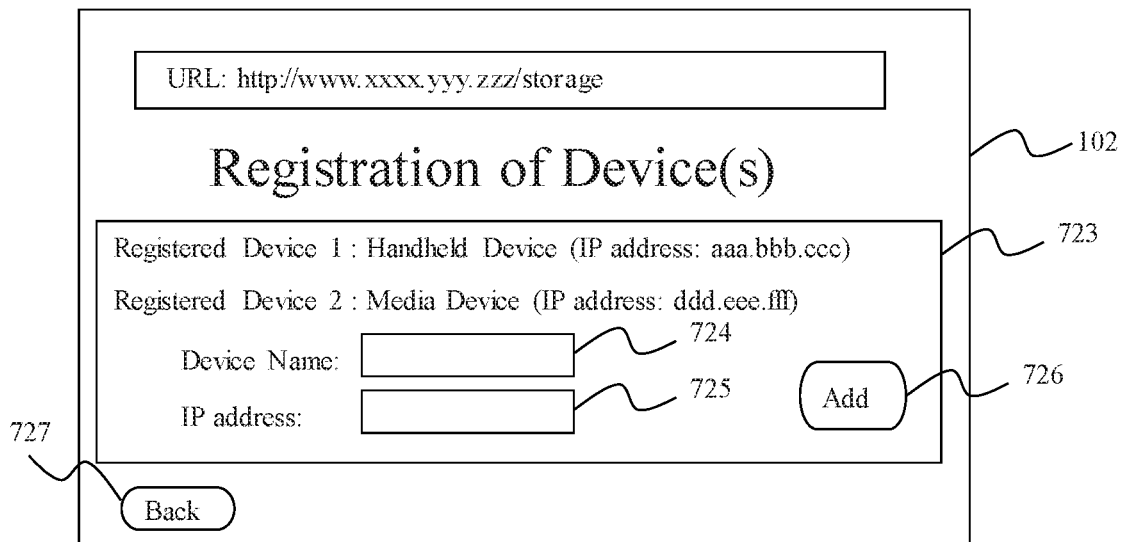 URL: http://www.xxxx.yyy.zzz/storage
Registration of Device(s)
102
723
Registered Device 1 : Handheld Device (IP address: aaa.bbb.ccc)
Registered Device 2 : Media Device (IP address: ddd.eee.fff)
724
Device Name:
725
726
IP address:
Add
727
Back